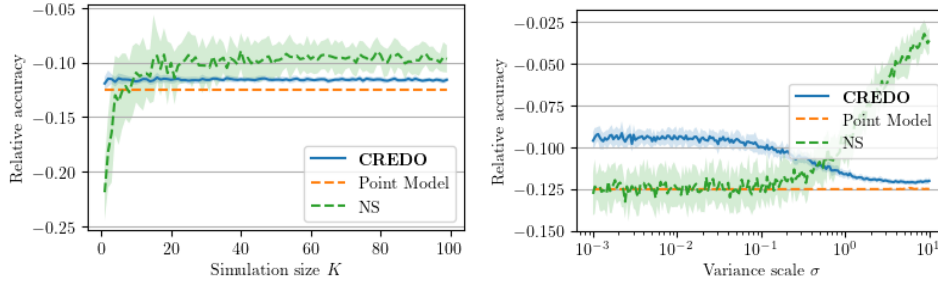 Relative accuracy
−0.05
−0.10
−0.15
−0.20
−0.25
0
20
40
60
80
100
Simulation size K
CREDO
Point Model
NS
Relative accuracy
−0.025
−0.050
−0.075
−0.100
−0.125
−0.150
10−3
10−2
10−1
100
101
Variance scale σ
CREDO
Point Model
NS